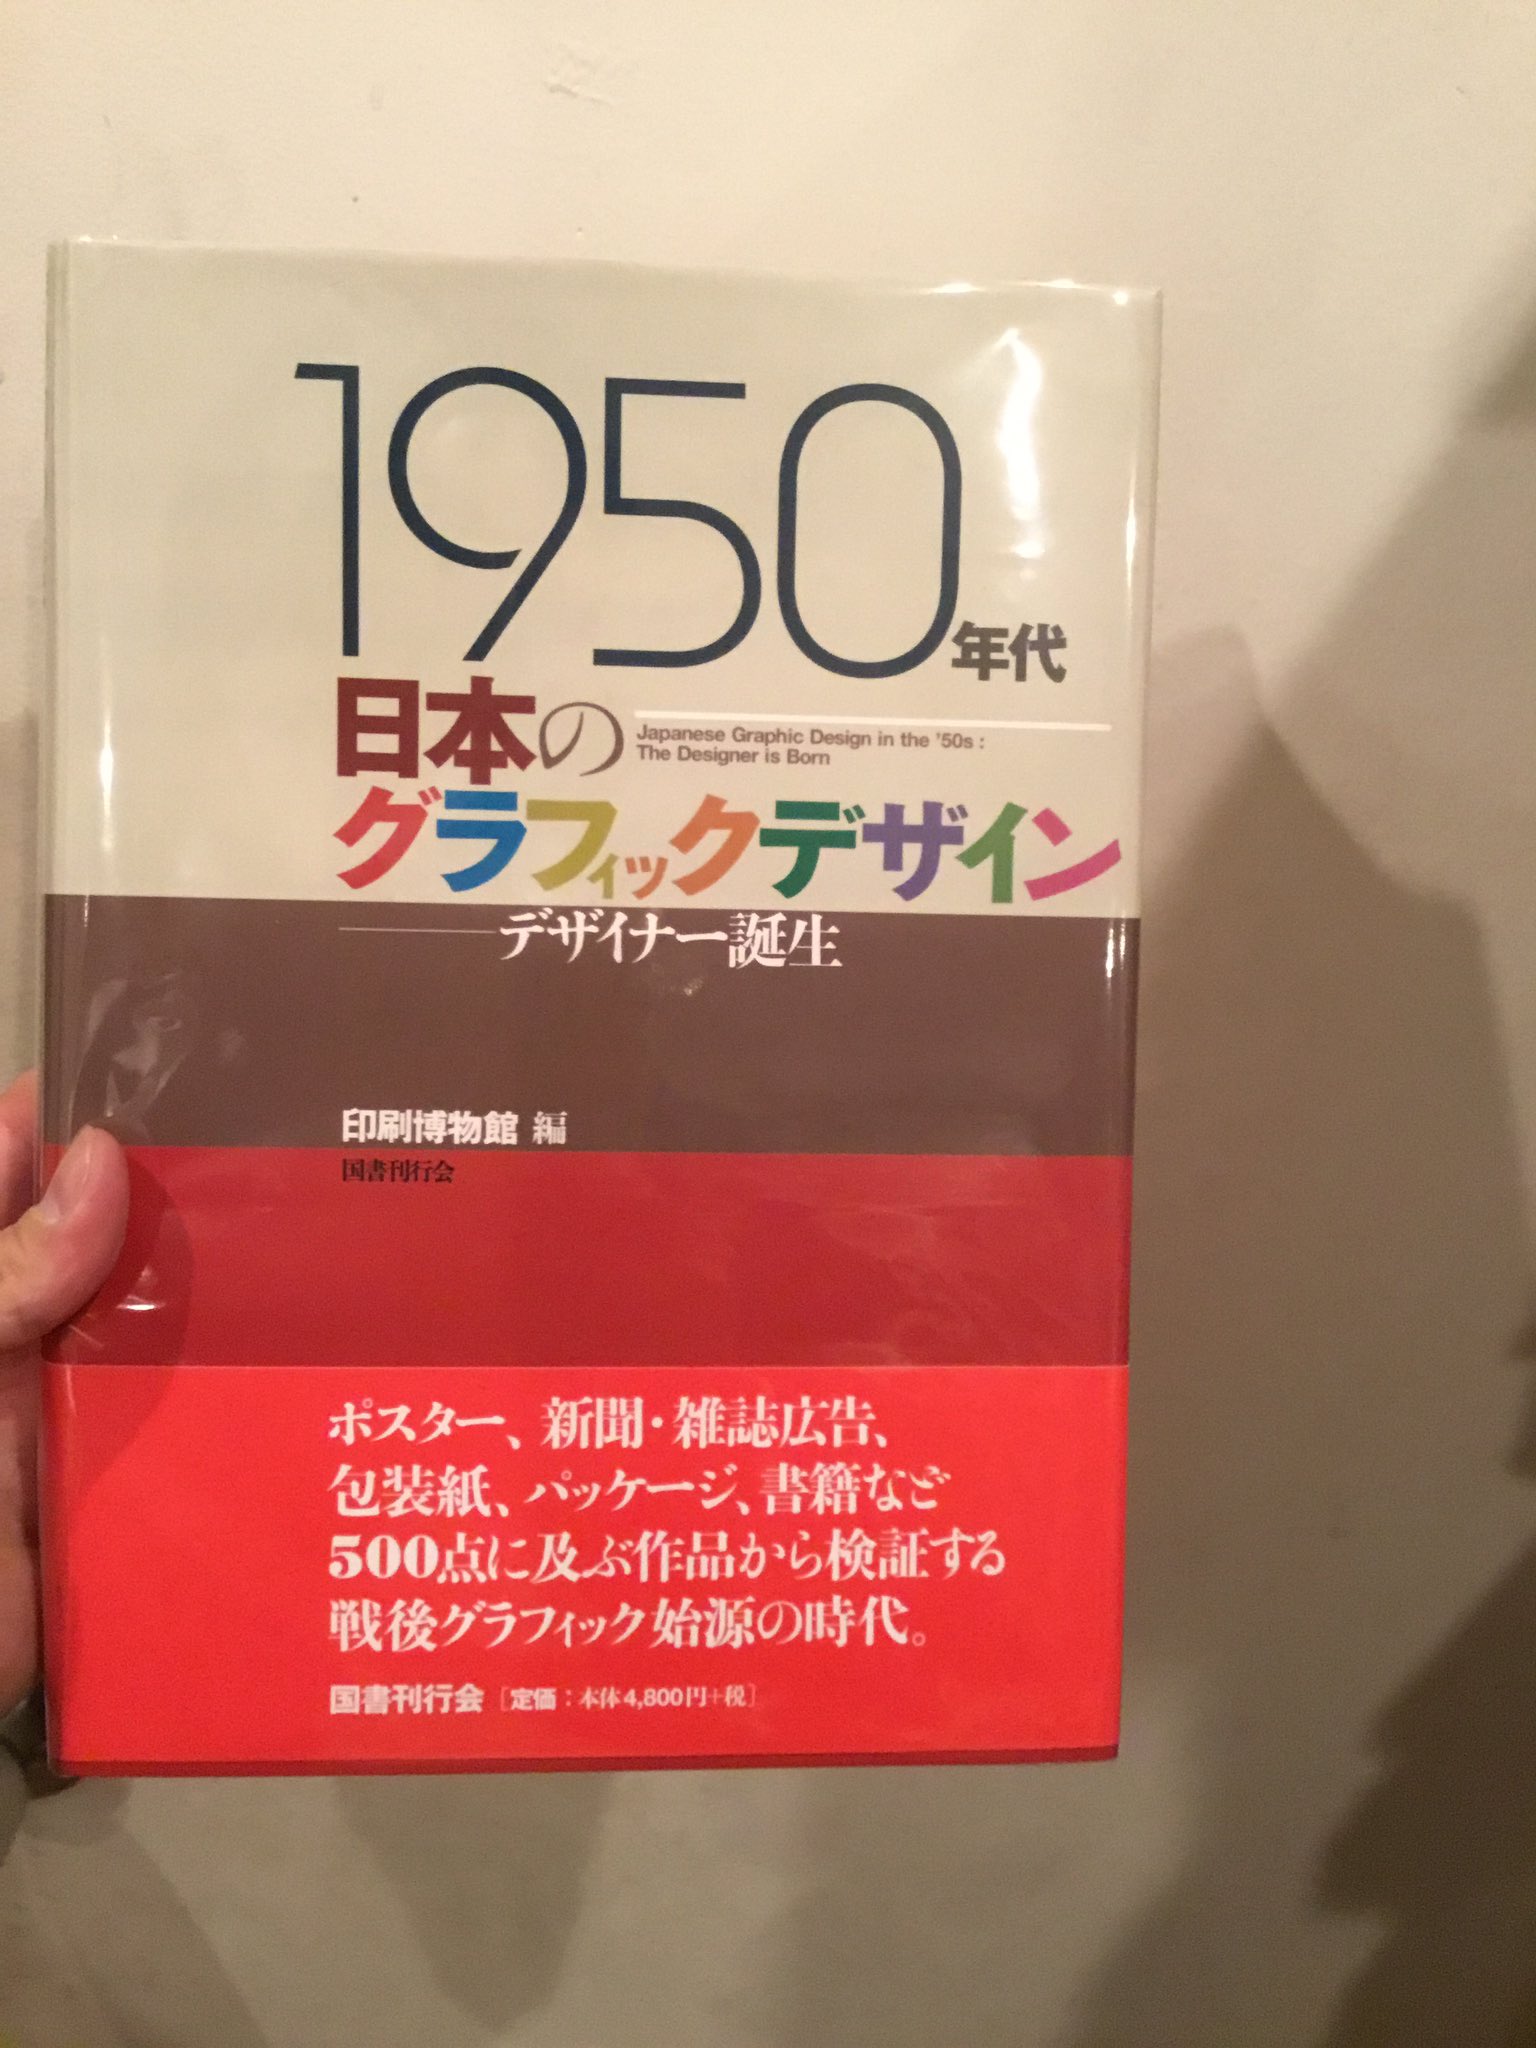 1950年代
日本の
Japanese Graphic Design in the '50s :
The Designer is Born
グラフィックデザイン
——デザイナー誕生
印刷博物館 編
国書刊行会
ポスター、新聞・雑誌広告、
包装紙、パッケージ、書籍など
500点に及ぶ作品から検証する
戦後グラフィック始源の時代。
国書刊行会 [定価:本体4,800円+税]